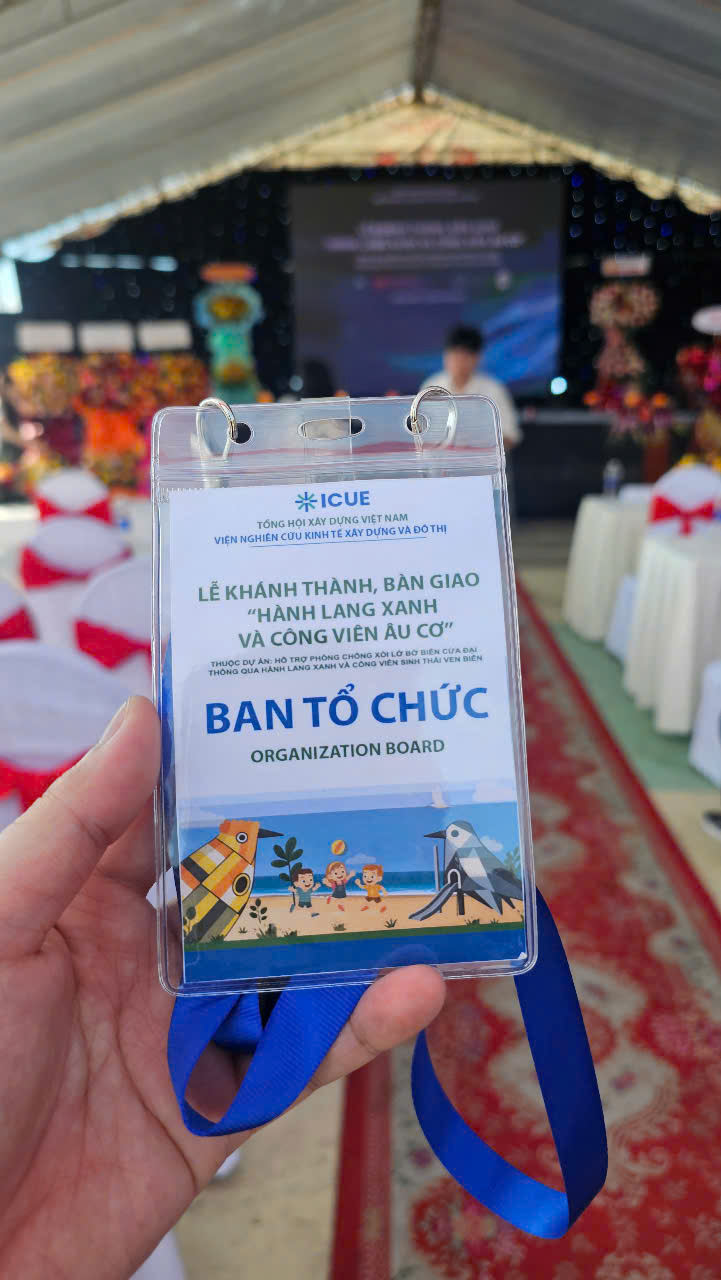 ICUE
TỔNG HỘI XÂY DỰNG VIỆT NAM
VIỆN NGHIÊN CỨU KINH TẾ XÂY DỰNG VÀ ĐÔ THỊ
LỄ KHÁNH THÀNH, BÀN GIAO
“HÀNH LANG XANH
VÀ CÔNG VIÊN ÂU CƠ”
THUỘC DỰ ÁN: HỖ TRỢ PHÒNG CHỐNG XÓI LỞ BỜ BIỂN CỬA ĐẠI
THÔNG QUA HÀNH LANG XANH VÀ CÔNG VIÊN SINH THÁI VEN BIỂN
BAN TỔ CHỨC
ORGANIZATION BOARD